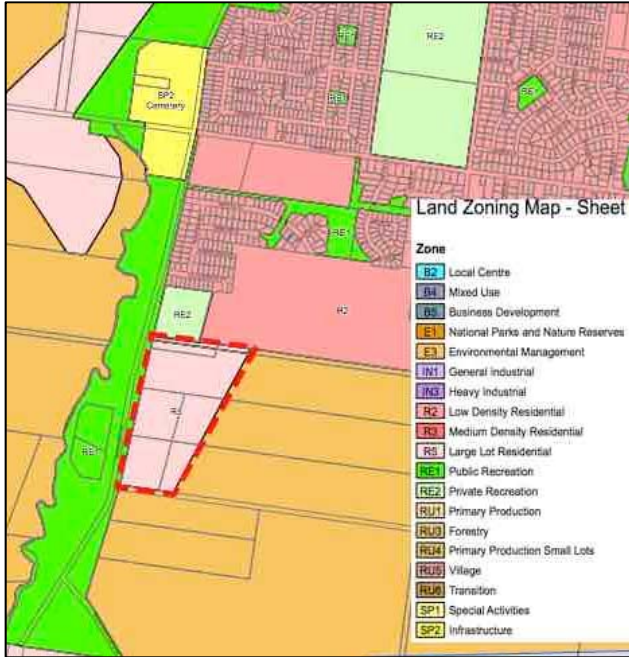 RE2
RE1
RE1
RE1
SP2
Cemetery
RE1
R2
RE2
R5
RE1
Land Zoning Map - Sheet
Zone
B2 Local Centre
B4 Mixed Use
B5 Business Development
E1 National Parks and Nature Reserves
E3 Environmental Management
IN1 General Industrial
IN3 Heavy Industrial
R2 Low Density Residential
R3 Medium Density Residential
R5 Large Lot Residential
RE1 Public Recreation
RE2 Private Recreation
RU1 Primary Production
RU3 Forestry
RU4 Primary Production Small Lots
RU5 Village
RU6 Transition
SP1 Special Activities
SP2 Infrastructure